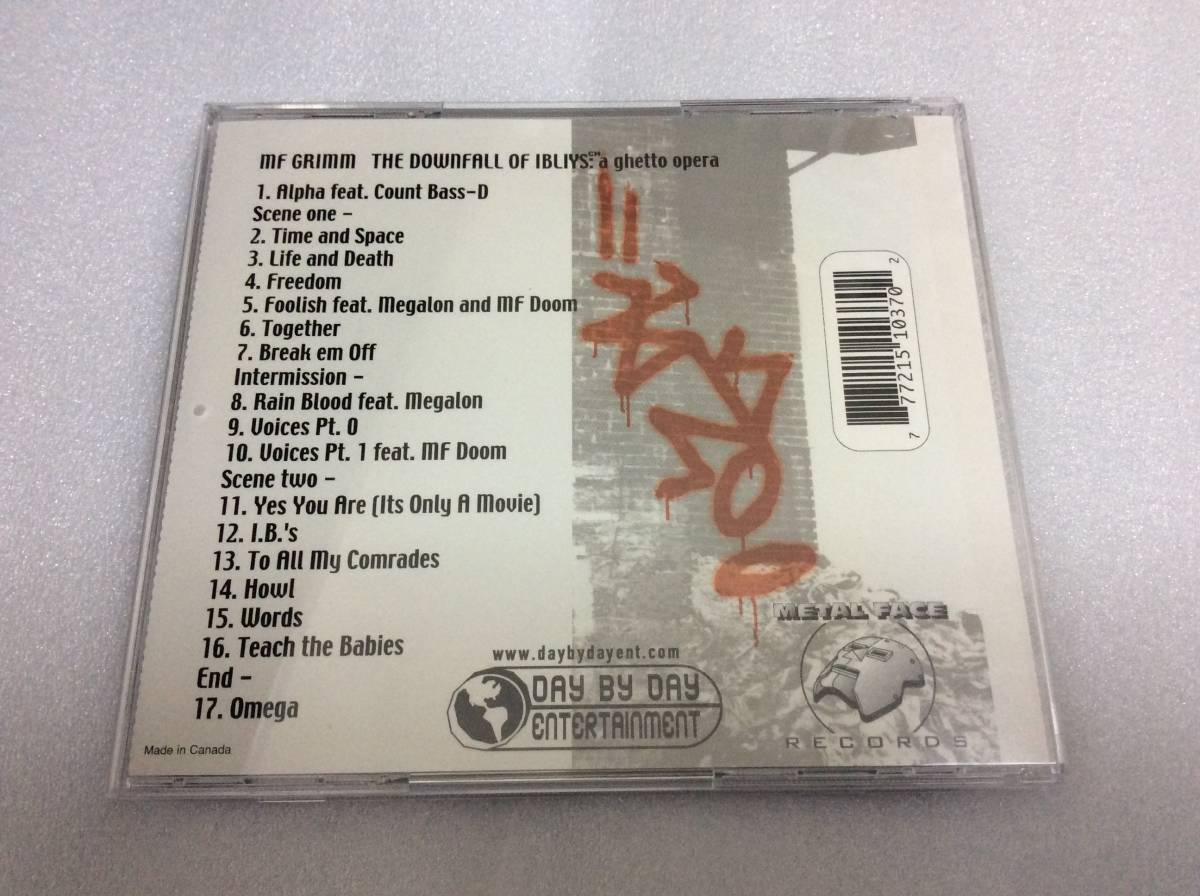 MF GRIMM THE DOWNFALL OF IBLIYS: a ghetto opera
1. Alpha feat. Count Bass-D
Scene one -
2. Time and Space
3. Life and Death
4. Freedom
5. Foolish feat. Megalon and MF Doom
6. Together
7. Break em Off
Intermission -
8. Rain Blood feat. Megalon
9. Voices Pt. 0
10. Voices Pt. 1 feat. MF Doom
Scene two -
11. Yes You Are (Its Only A Movie)
12. I.B.'s
13. To All My Comrades
14. Howl
15. Words
16. Teach the Babies
End -
17. Omega
Made in Canada
www.daybydayent.com
DAY BY DAY
ENTERTAINMENT
METAL FACE
RECORDS
7 77215 10370 2